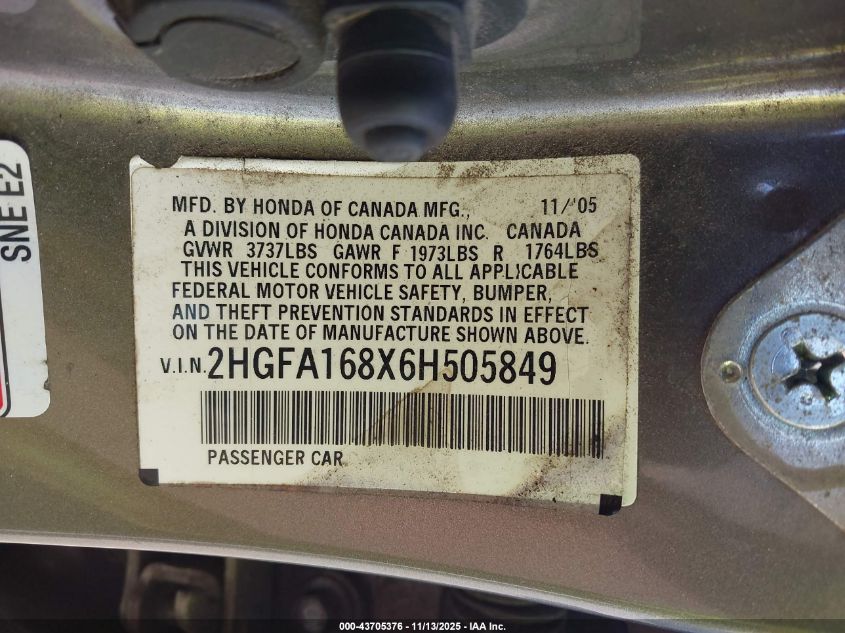 SNE E2
MFD. BY HONDA OF CANADA MFG., 11/'05
A DIVISION OF HONDA CANADA INC. CANADA
GVWR 3737LBS GAWR F 1973LBS R 1764LBS
THIS VEHICLE CONFORMS TO ALL APPLICABLE
FEDERAL MOTOR VEHICLE SAFETY, BUMPER,
AND THEFT PREVENTION STANDARDS IN EFFECT
ON THE DATE OF MANUFACTURE SHOWN ABOVE.
V.I.N. 2HGFA168X6H505849
PASSENGER CAR
000-43705376 - 11/13/2025 - IAA Inc.